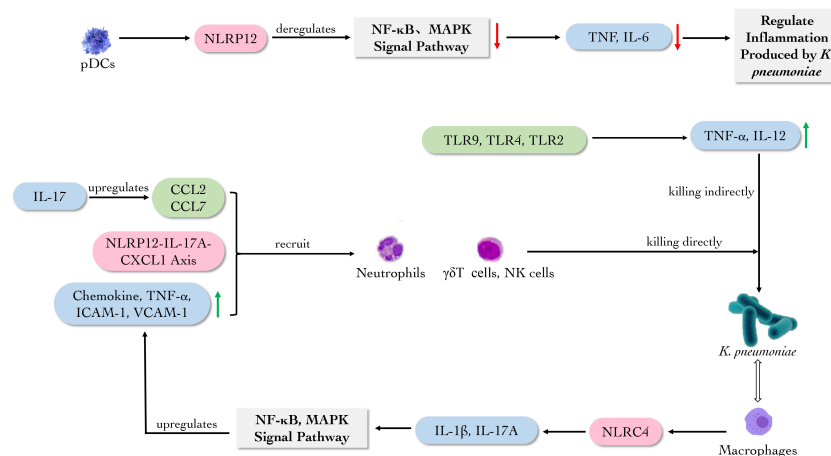 pDCs
NLRP12
deregulates
NF-κB、MAPK
Signal Pathway
TNF, IL-6
Regulate
Inflammation
Produced by K.
pneumoniae
TLR9, TLR4, TLR2
TNF-α, IL-12
killing indirectly
IL-17
upregulates
CCL2
CCL7
NLRP12-IL-17A-
CXCL1 Axis
Chemokine, TNF-α,
ICAM-1, VCAM-1
recruit
Neutrophils
γδT cells, NK cells
killing directly
K. pneumoniae
upregulates
NF-κB, MAPK
Signal Pathway
IL-1β, IL-17A
NLRC4
Macrophages